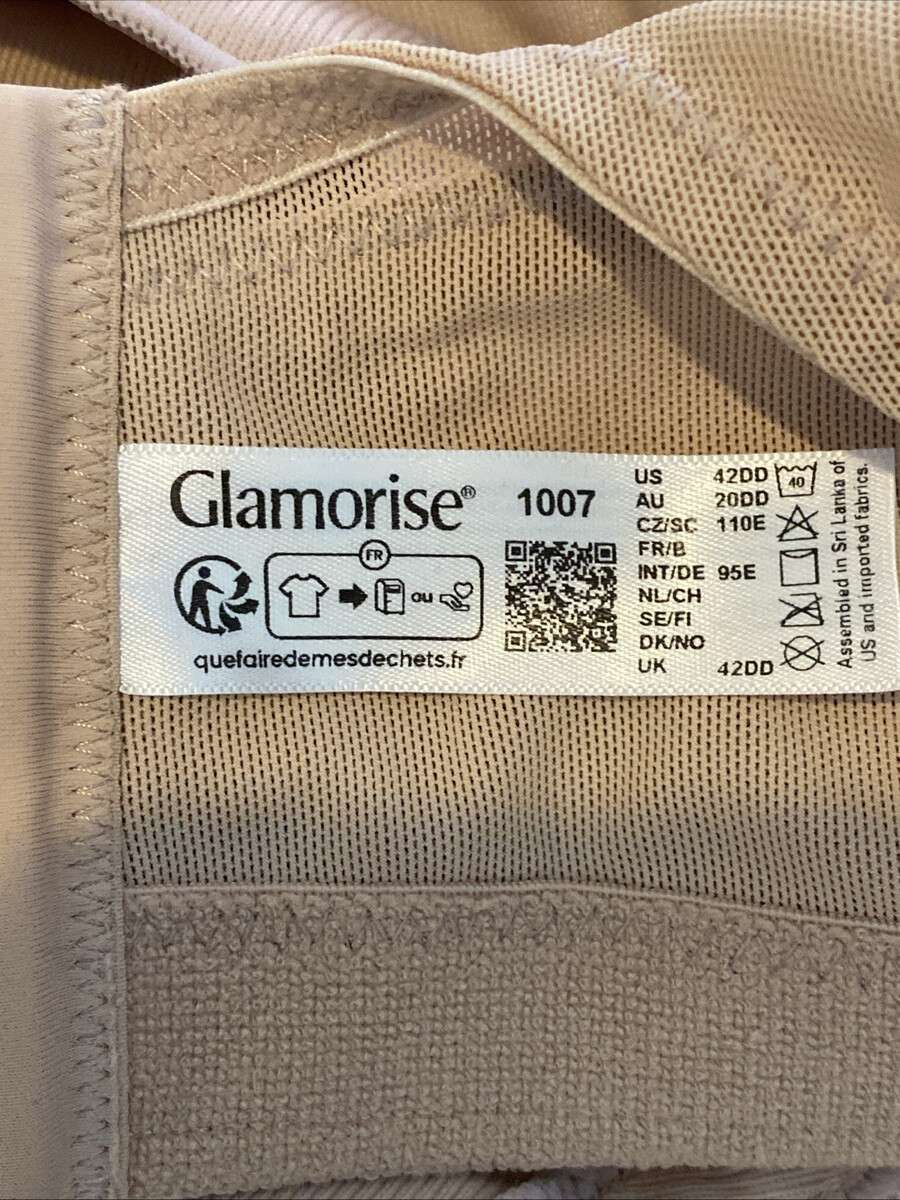 Glamorise®
1007
FR
ou
quefairedemesdechets.fr
US 42DD
AU 20DD
CZ/SC 110E
FR/B
INT/DE 95E
NL/CH
SE/FI
DK/NO
UK 42DD
40
Assembled in Sri Lanka of
US and imported fabrics.